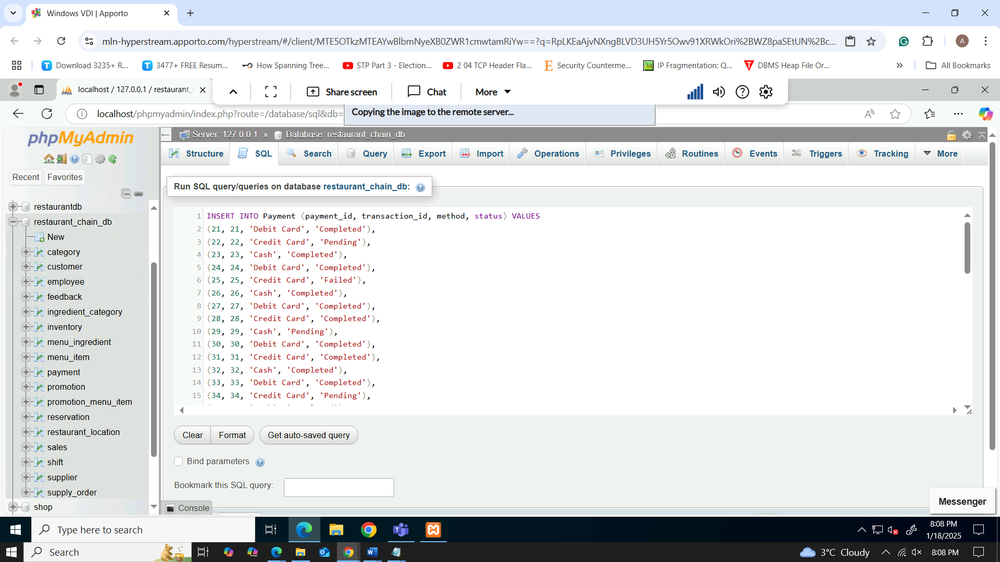 Windows VDI | Apporto
mln-hyperstream.apporto.com/hyperstream/#/client/MTE5OTkzMTEAYwBlbmNyeXB0ZWR1cmwtamRiYw==?q=RpLKEaAjvNXngBLVD3UH5Yr5Owv91XRWkOri%2BWZ8paSEtUN%2Bc...
A
Download 3235+ R...
3477+ FREE Resum...
How Spanning Tree...
STP Part 3 - Election...
2 04 TCP Header Fla...
Security Counterme...
IP Fragmentation: Q...
DBMS Heap File Or...
All Bookmarks
localhost / 127.0.0.1 / restaurant_
Share screen
Chat
More
localhost/phpmyadmin/index.php?route=/database/sql&db=
Copying the image to the remote server...
phpMyAdmin
Recent
Favorites
restaurantdb
restaurant_chain_db
New
category
customer
employee
feedback
ingredient_category
inventory
menu_ingredient
menu_item
payment
promotion
promotion_menu_item
reservation
restaurant_location
sales
shift
supplier
supply_order
shop
Server: 127.0.0.1 » Database: restaurant_chain_db
Structure
SQL
Search
Query
Export
Import
Operations
Privileges
Routines
Events
Triggers
Tracking
More
Run SQL query/queries on database restaurant_chain_db:
1 INSERT INTO Payment (payment_id, transaction_id, method, status) VALUES
2 (21, 21, 'Debit Card', 'Completed'),
3 (22, 22, 'Credit Card', 'Pending'),
4 (23, 23, 'Cash', 'Completed'),
5 (24, 24, 'Debit Card', 'Completed'),
6 (25, 25, 'Credit Card', 'Failed'),
7 (26, 26, 'Cash', 'Completed'),
8 (27, 27, 'Debit Card', 'Completed'),
9 (28, 28, 'Credit Card', 'Completed'),
10 (29, 29, 'Cash', 'Pending'),
11 (30, 30, 'Debit Card', 'Completed'),
12 (31, 31, 'Credit Card', 'Completed'),
13 (32, 32, 'Cash', 'Completed'),
14 (33, 33, 'Debit Card', 'Completed'),
15 (34, 34, 'Credit Card', 'Pending'),
Clear
Format
Get auto-saved query
Bind parameters
Bookmark this SQL query:
Console
Messenger
Type here to search
8:08 PM
1/18/2025
Search
3°C Cloudy
8:08 PM